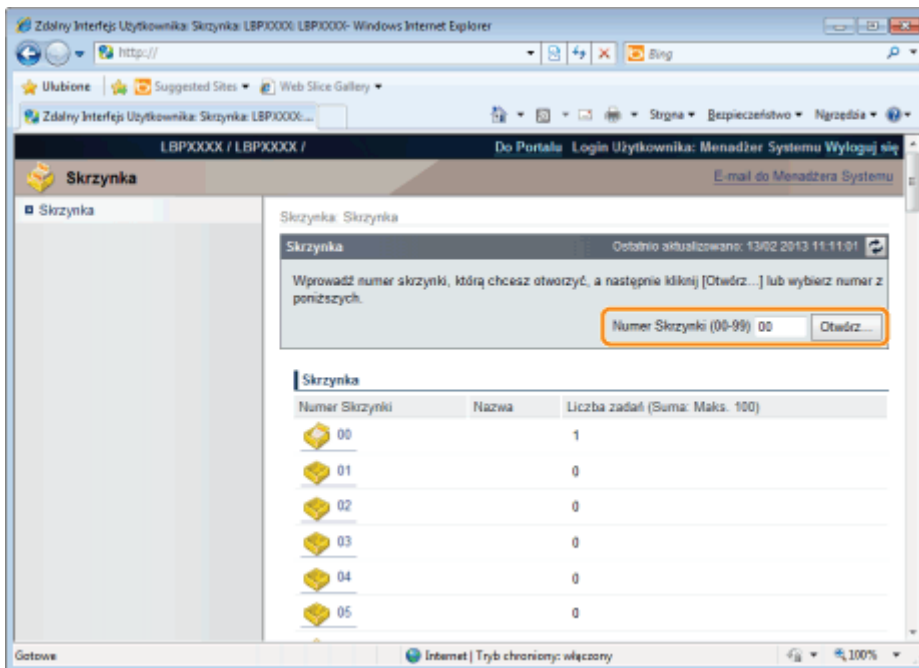 Zdalny Interfejs Użytkownika: Skrzynka: LBPXXXX: LBPXXXX- Windows Internet Explorer
http://
Bing
Ulubione Suggested Sites Web Slice Gallery
Zdalny Interfejs Użytkownika: Skrzynka: LBPXXXX:...
Strona Bezpieczeństwo Narzędzia
LBPXXXX / LBPXXXX /
Do Portalu Login Użytkownika: Menadżer Systemu Wyloguj się
Skrzynka
E-mail do Menadżera Systemu
Skrzynka
Skrzynka: Skrzynka
Skrzynka
Ostatnio aktualizowano: 13/02 2013 11:11:01
Wprowadź numer skrzynki, którą chcesz otworzyć, a następnie kliknij [Otwórz...] lub wybierz numer z
poniższych.
Numer Skrzynki (00-99) 00 Otwórz...
Skrzynka
Numer Skrzynki Nazwa Liczba zadań (Suma: Maks. 100)
00 1
01 0
02 0
03 0
04 0
05 0
Gotowe Internet | Tryb chroniony: włączony 100%